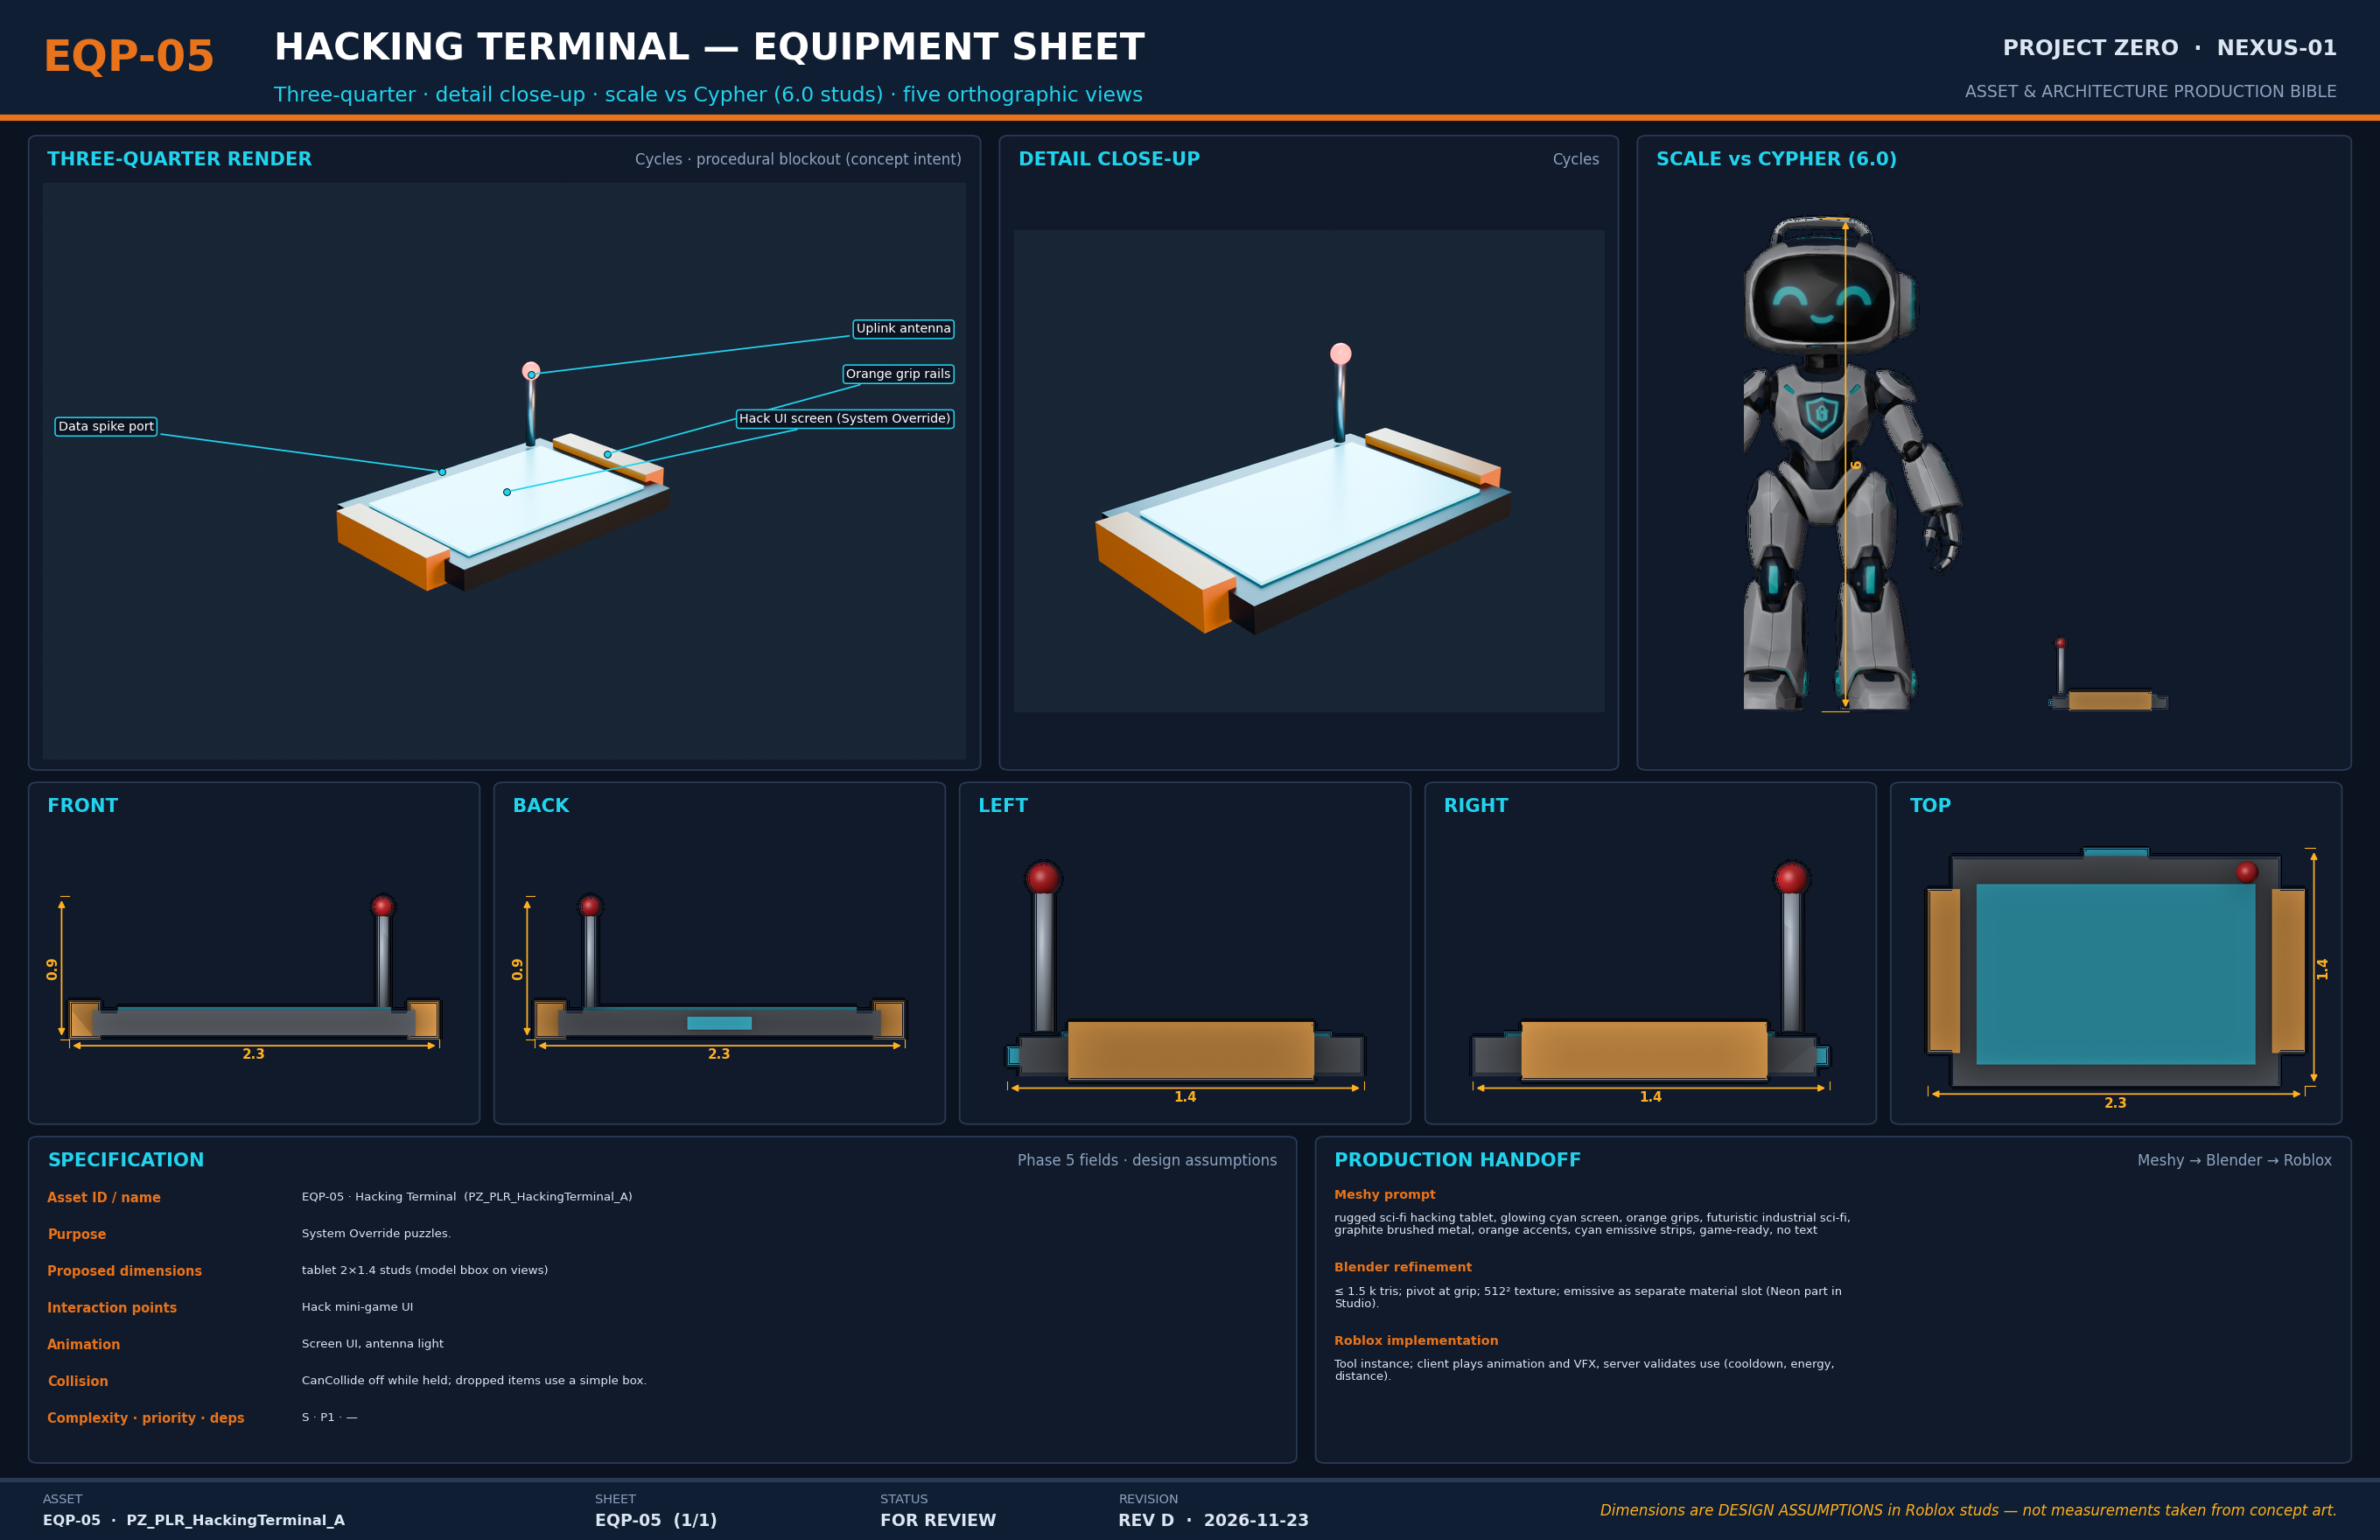 EQP-05
HACKING TERMINAL — EQUIPMENT SHEET
Three-quarter · detail close-up · scale vs Cypher (6.0 studs) · five orthographic views
PROJECT ZERO · NEXUS-01
ASSET & ARCHITECTURE PRODUCTION BIBLE
THREE-QUARTER RENDER
Cycles · procedural blockout (concept intent)
Uplink antenna
Orange grip rails
Hack UI screen (System Override)
Data spike port
DETAIL CLOSE-UP
Cycles
SCALE vs CYPHER (6.0)
6
FRONT
0.9
2.3
BACK
0.9
2.3
LEFT
1.4
RIGHT
1.4
TOP
1.4
2.3
SPECIFICATION
Phase 5 fields · design assumptions
Asset ID / name
EQP-05 · Hacking Terminal (PZ_PLR_HackingTerminal_A)
Purpose
System Override puzzles.
Proposed dimensions
tablet 2×1.4 studs (model bbox on views)
Interaction points
Hack mini-game UI
Animation
Screen UI, antenna light
Collision
CanCollide off while held; dropped items use a simple box.
Complexity · priority · deps
S · P1 · —
PRODUCTION HANDOFF
Meshy → Blender → Roblox
Meshy prompt
rugged sci-fi hacking tablet, glowing cyan screen, orange grips, futuristic industrial sci-fi,
graphite brushed metal, orange accents, cyan emissive strips, game-ready, no text
Blender refinement
≤ 1.5 k tris; pivot at grip; 512² texture; emissive as separate material slot (Neon part in
Studio).
Roblox implementation
Tool instance; client plays animation and VFX, server validates use (cooldown, energy,
distance).
ASSET
EQP-05 · PZ_PLR_HackingTerminal_A
SHEET
EQP-05 (1/1)
STATUS
FOR REVIEW
REVISION
REV D · 2026-11-23
Dimensions are DESIGN ASSUMPTIONS in Roblox studs — not measurements taken from concept art.